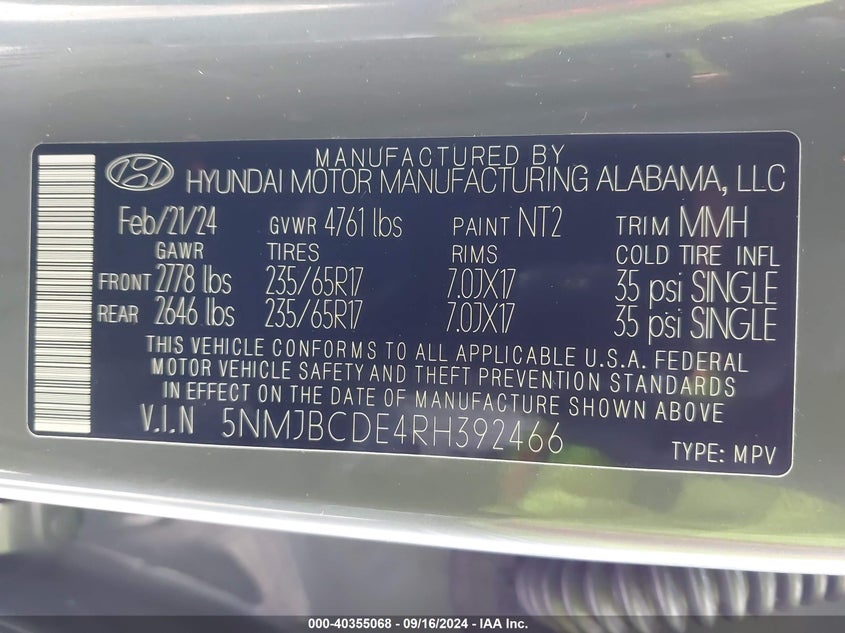 MANUFACTURED BY
HYUNDAI MOTOR MANUFACTURING ALABAMA, LLC
Feb/21/24 GVWR 4761 lbs PAINT NT2 TRIM MMH
GAWR TIRES RIMS COLD TIRE INFL
FRONT 2778 lbs 235/65R17 7.0JX17 35 psi SINGLE
REAR 2646 lbs 235/65R17 7.0JX17 35 psi SINGLE
THIS VEHICLE CONFORMS TO ALL APPLICABLE U.S.A. FEDERAL
MOTOR VEHICLE SAFETY AND THEFT PREVENTION STANDARDS
IN EFFECT ON THE DATE OF MANUFACTURE SHOWN ABOVE
V.I.N 5NMJBCDE4RH392466 TYPE: MPV
000-40355068 - 09/16/2024 - IAA Inc.